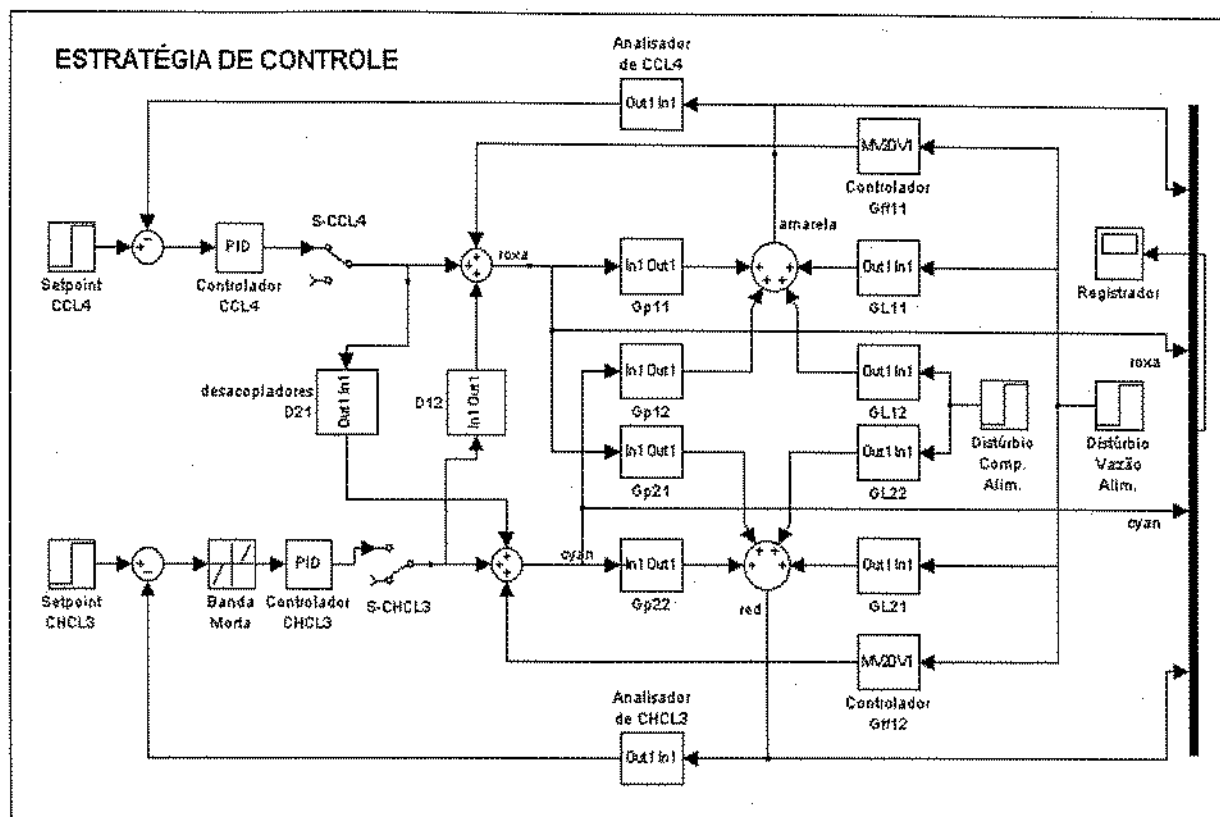 ESTRATÉGIA DE CONTROLE
Analisador
de CCL4
Out1 In1
MV2DV1
Controlador
Gff11
S-CCL4
amarela
roxa
PID
Setpoint
CCL4
Controlador
CCL4
In1 Out1
Gp11
Out1 In1
GL11
Registrador
roxa
desacopladores
D21
Out1 In1
D12
In1 Out1
In1 Out1
Gp12
Out1 In1
GL12
In1 Out1
Gp21
Out1 In1
GL22
Distúrbio
Comp.
Alim.
Distúrbio
Vazão
Alim.
cyan
Setpoint
CHCL3
Banda
Morta
PID
Controlador
CHCL3
S-CHCL3
cyan
In1 Out1
Gp22
red
Out1 In1
GL21
MV2DV1
Controlador
Gff12
Analisador
de CHCL3
Out1 In1